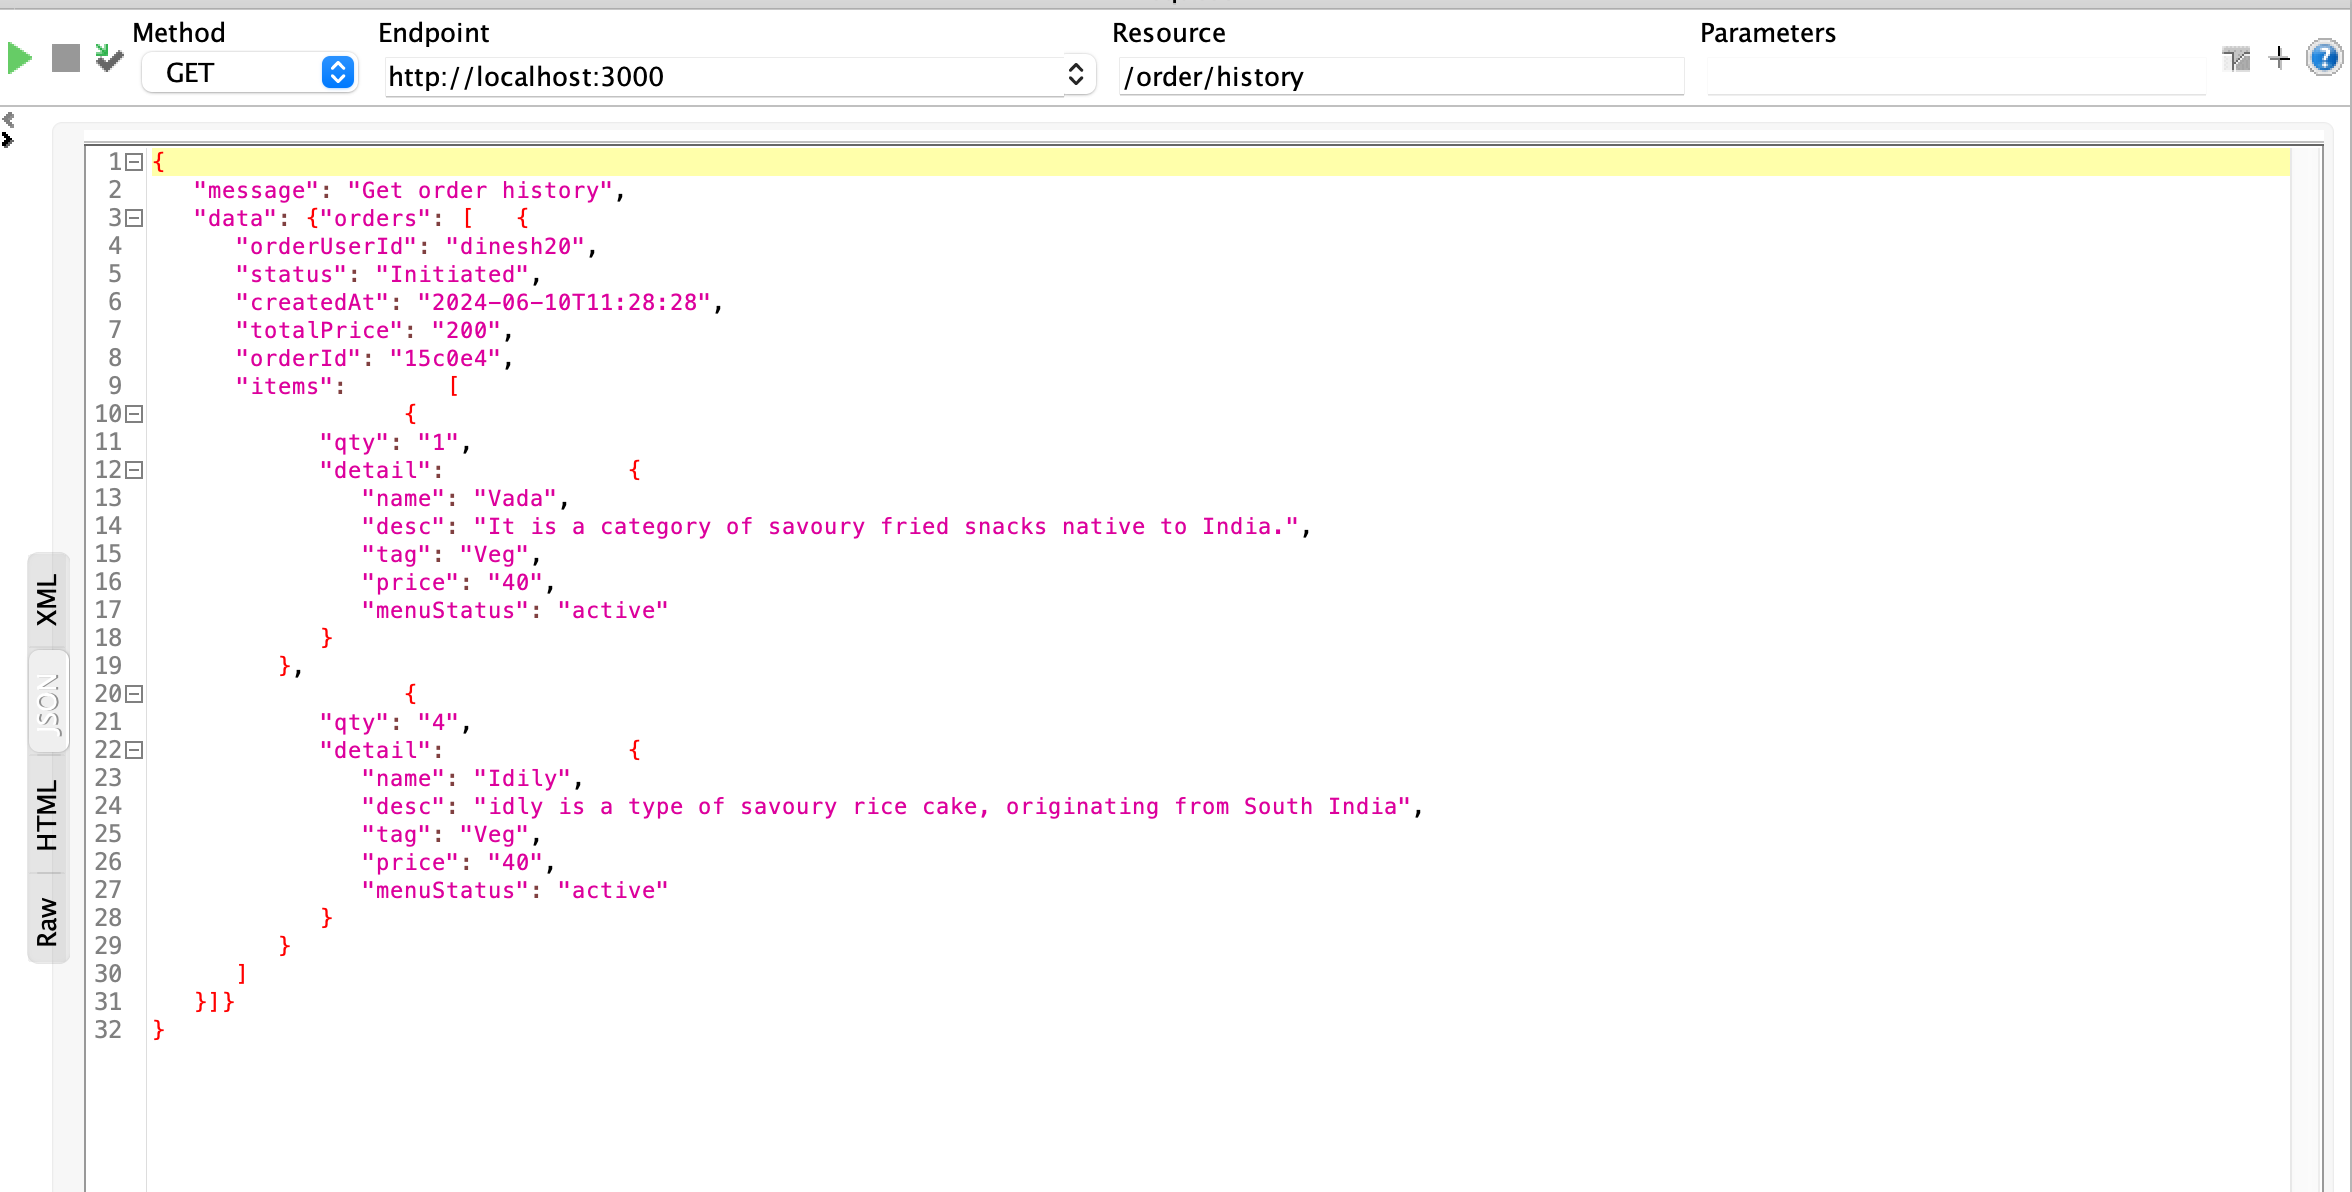 Method Endpoint Resource Parameters
GET http://localhost:3000 /order/history
1 {
2 "message": "Get order history",
3 "data": {"orders": [ {
4 "orderUserId": "dinesh20",
5 "status": "Initiated",
6 "createdAt": "2024-06-10T11:28:28",
7 "totalPrice": "200",
8 "orderId": "15c0e4",
9 "items": [
10 {
11 "qty": "1",
12 "detail": {
13 "name": "Vada",
14 "desc": "It is a category of savoury fried snacks native to India.",
15 "tag": "Veg",
16 "price": "40",
17 "menuStatus": "active"
18 }
19 },
20 {
21 "qty": "4",
22 "detail": {
23 "name": "Idily",
24 "desc": "idly is a type of savoury rice cake, originating from South India",
25 "tag": "Veg",
26 "price": "40",
27 "menuStatus": "active"
28 }
29 }
30 ]
31 }]}
32 }
XML
JSON
HTML
Raw